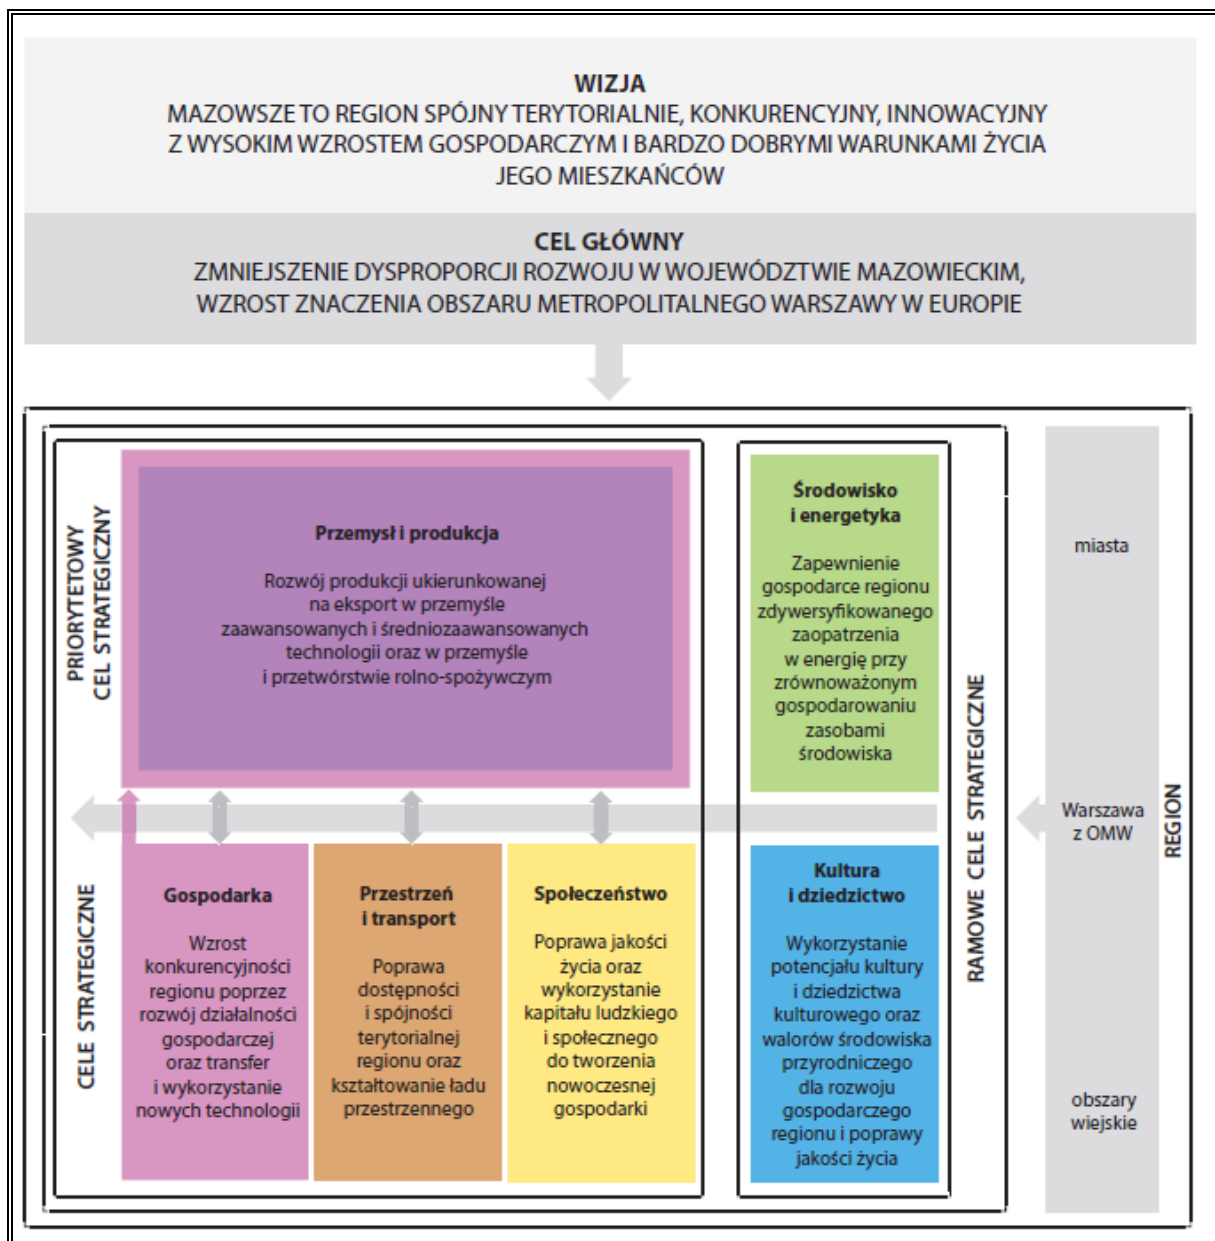 WIZJA
MAZOWSZE TO REGION SPÓJNY TERYTORIALNIE, KONKURENCYJNY, INNOWACYJNY
Z WYSOKIM WZROSTEM GOSPODARCZYM I BARDZO DOBRYMI WARUNKAMI ŻYCIA
JEGO MIESZKAŃCÓW
CEL GŁÓWNY
ZMNIEJSZENIE DYSPROPORCJI ROZWOJU W WOJEWÓDZTWIE MAZOWIECKIM,
WZROST ZNACZENIA OBSZARU METROPOLITALNEGO WARSZAWY W EUROPIE
PRIORYTETOWY
CEL STRATEGICZNY
Przemysł i produkcja
Rozwój produkcji ukierunkowanej
na eksport w przemyśle
zaawansowanych i średniozaawansowanych
technologii oraz w przemyśle
i przetwórstwie rolno-spożywczym
Środowisko
i energetyka
Zapewnienie
gospodarce regionu
zdywersyfikowanego
zaopatrzenia
w energię przy
zrównoważonym
gospodarowaniu
zasobami
środowiska
CELE STRATEGICZNE
Gospodarka
Wzrost
konkurencyjności
regionu poprzez
rozwój działalności
gospodarczej
oraz transfer
i wykorzystanie
nowych technologii
Przestrzeń
i transport
Poprawa
dostępności
i spójności
terytorialnej
regionu oraz
kształtowanie ładu
przestrzennego
Społeczeństwo
Poprawa jakości
życia oraz
wykorzystanie
kapitału ludzkiego
i społecznego
do tworzenia
nowoczesnej
gospodarki
Kultura
i dziedzictwo
Wykorzystanie
potencjału kultury
i dziedzictwa
kulturowego oraz
walorów środowiska
przyrodniczego
dla rozwoju
gospodarczego
regionu i poprawy
jakości życia
RAMOWE CELE STRATEGICZNE
miasta
Warszawa
z OMW
obszary
wiejskie
REGION